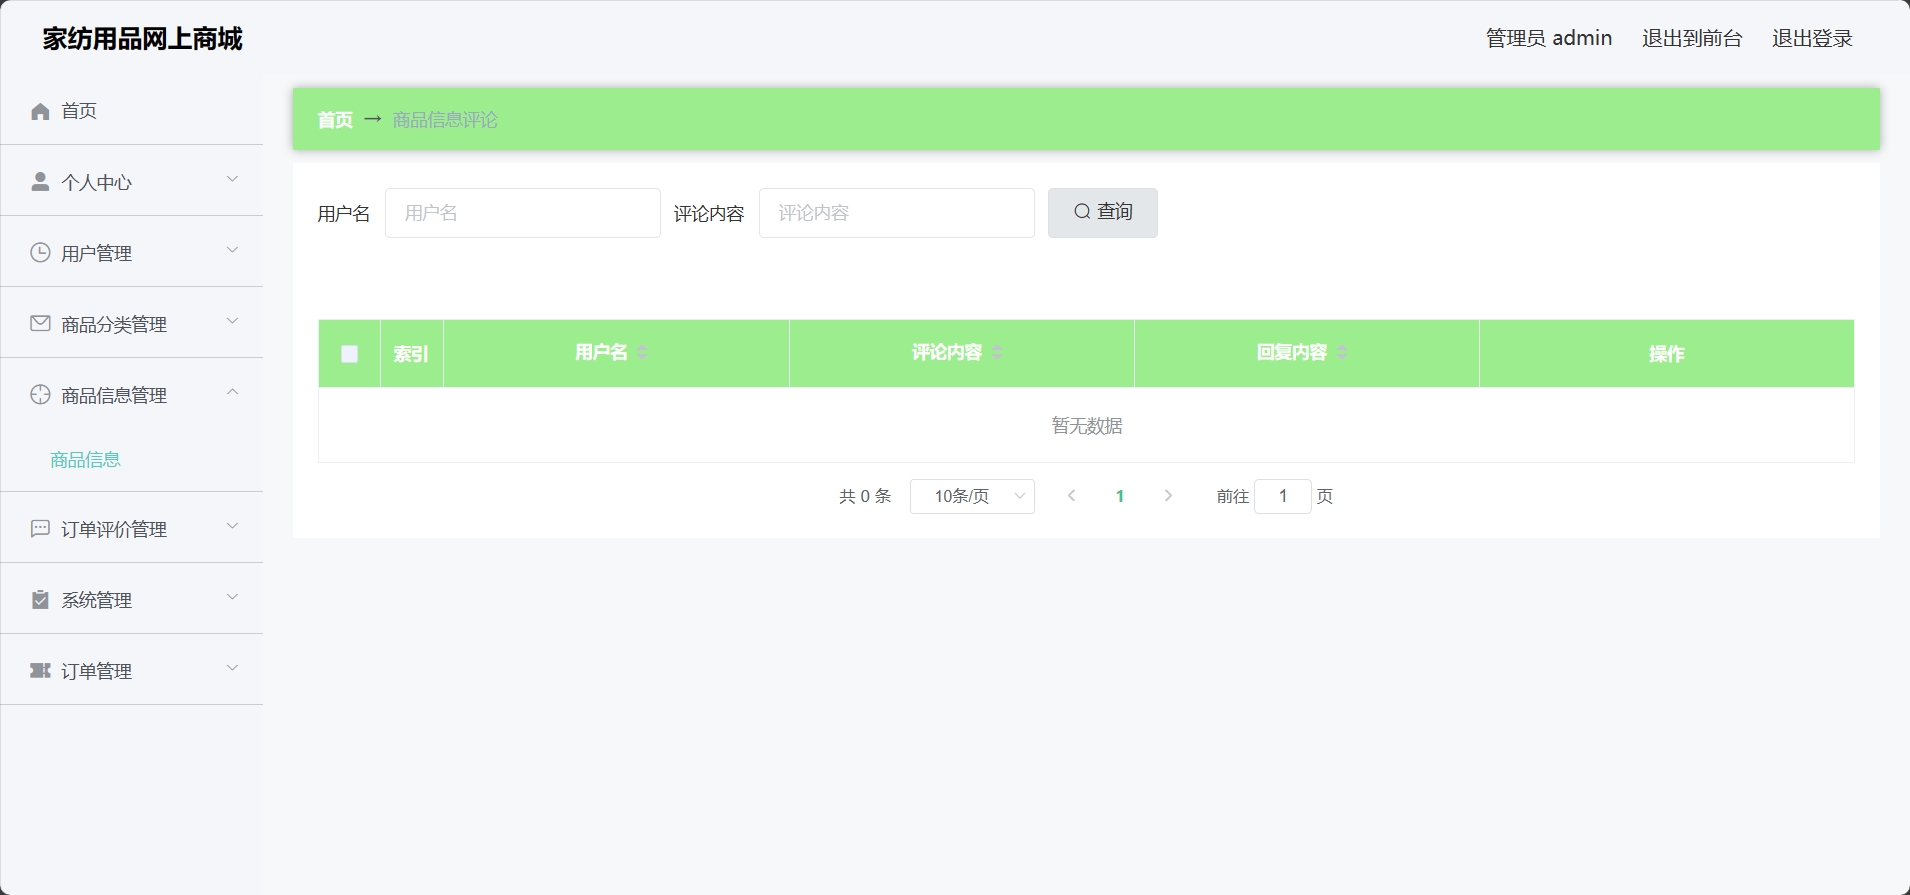 家纺用品网上商城
管理员 admin 退出到前台 退出登录
首页
个人中心
用户管理
商品分类管理
商品信息管理
商品信息
订单评价管理
系统管理
订单管理
首页 → 商品信息评论
用户名 用户名 评论内容 评论内容 查询
索引 用户名 评论内容 回复内容 操作
暂无数据
共 0 条 10条/页 1 前往 1 页